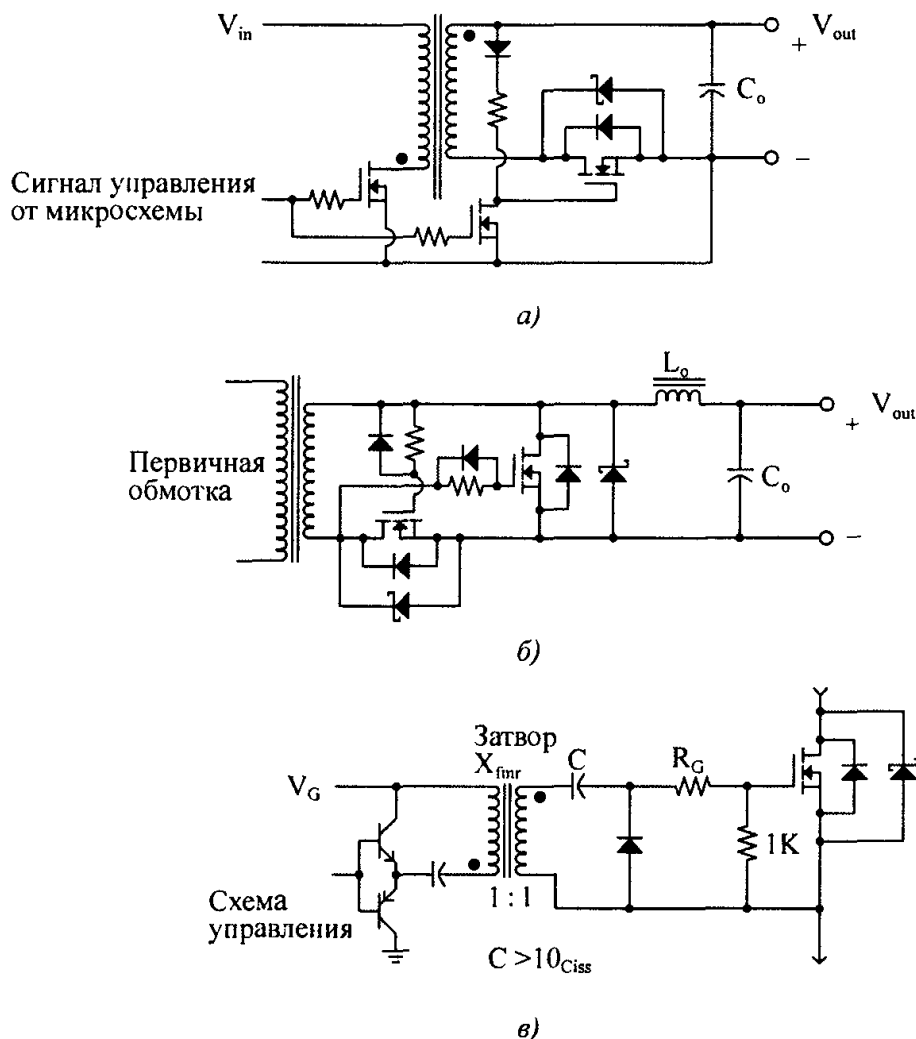 V_in
+ V_out
C_o
−
Сигнал управления
от микросхемы
а)
L_o
+ V_out
Первичная
обмотка
C_o
−
б)
Затвор
X_fmr
C
R_G
V_G
1K
1 : 1
Схема
управления
C >10_Ciss
в)